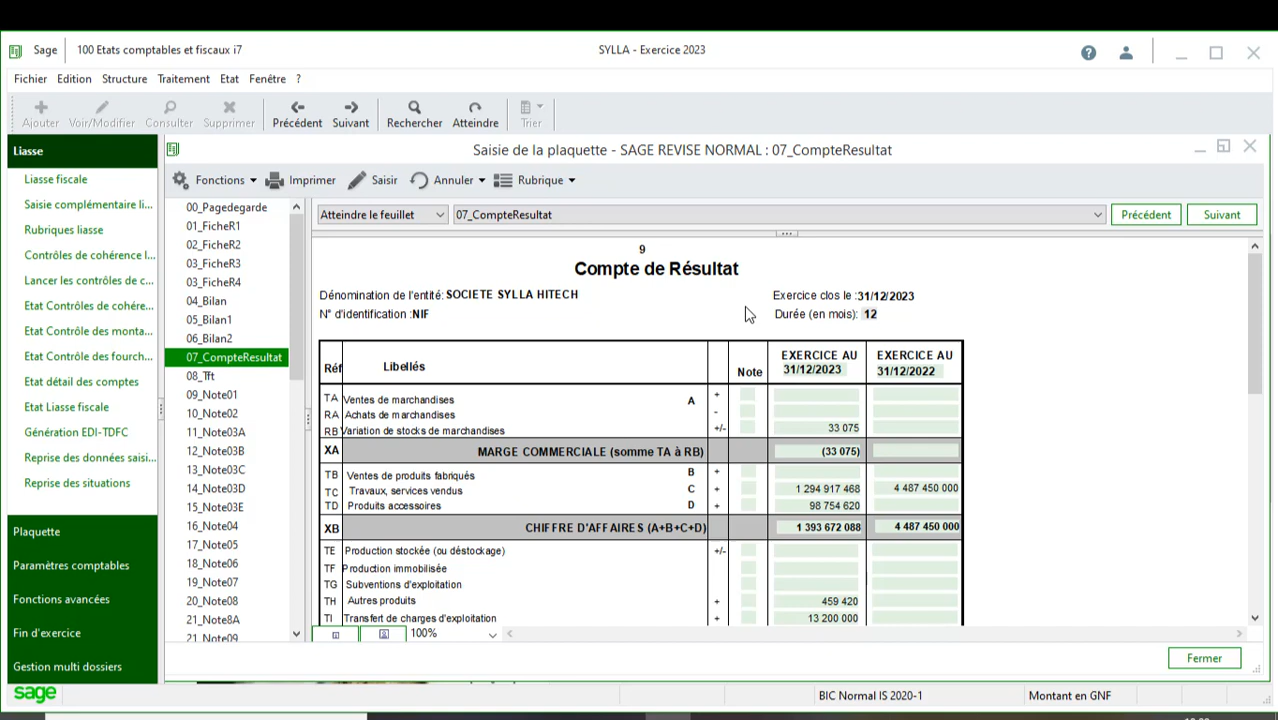 Sage 100 Etats comptables et fiscaux i7 SYLLA - Exercice 2023
Fichier Edition Structure Traitement Etat Fenêtre ?
Ajouter Voir/Modifier Consulter Supprimer Précédent Suivant Rechercher Atteindre Trier
Liasse
Saisie de la plaquette - SAGE REVISE NORMAL : 07_CompteResultat
Liasse fiscale
Saisie complémentaire li...
Rubriques liasse
Contrôles de cohérence l...
Lancer les contrôles de c...
Etat Contrôles de cohére...
Etat Contrôle des monta...
Etat Contrôle des fourch...
Etat détail des comptes
Etat Liasse fiscale
Génération EDI-TDFC
Reprise des données saisi...
Reprise des situations
Plaquette
Paramètres comptables
Fonctions avancées
Fin d'exercice
Gestion multi dossiers
Fonctions Imprimer Saisir Annuler Rubrique
00_Pagedegarde
01_FicheR1
02_FicheR2
03_FicheR3
03_FicheR4
04_Bilan
05_Bilan1
06_Bilan2
07_CompteResultat
08_Tft
09_Note01
10_Note02
11_Note03A
12_Note03B
13_Note03C
14_Note03D
15_Note03E
16_Note04
17_Note05
18_Note06
19_Note07
20_Note08
21_Note8A
21_Note09
Atteindre le feuillet 07_CompteResultat Précédent Suivant
9
Compte de Résultat
Dénomination de l'entité: SOCIETE SYLLA HITECH Exercice clos le :31/12/2023
N° d'identification :NIF Durée (en mois): 12
Réf Libellés Note EXERCICE AU 31/12/2023 EXERCICE AU 31/12/2022
TA Ventes de marchandises A +
RA Achats de marchandises -
RB Variation de stocks de marchandises +/- 33 075
XA MARGE COMMERCIALE (somme TA à RB) (33 075)
TB Ventes de produits fabriqués B +
TC Travaux, services vendus C + 1 294 917 468 4 487 450 000
TD Produits accessoires D + 98 754 620
XB CHIFFRE D'AFFAIRES (A+B+C+D) 1 393 672 088 4 487 450 000
TE Production stockée (ou déstockage) +/-
TF Production immobilisée
TG Subventions d'exploitation
TH Autres produits + 459 420
TI Transfert de charges d'exploitation + 13 200 000
100%
Fermer
sage BIC Normal IS 2020-1 Montant en GNF